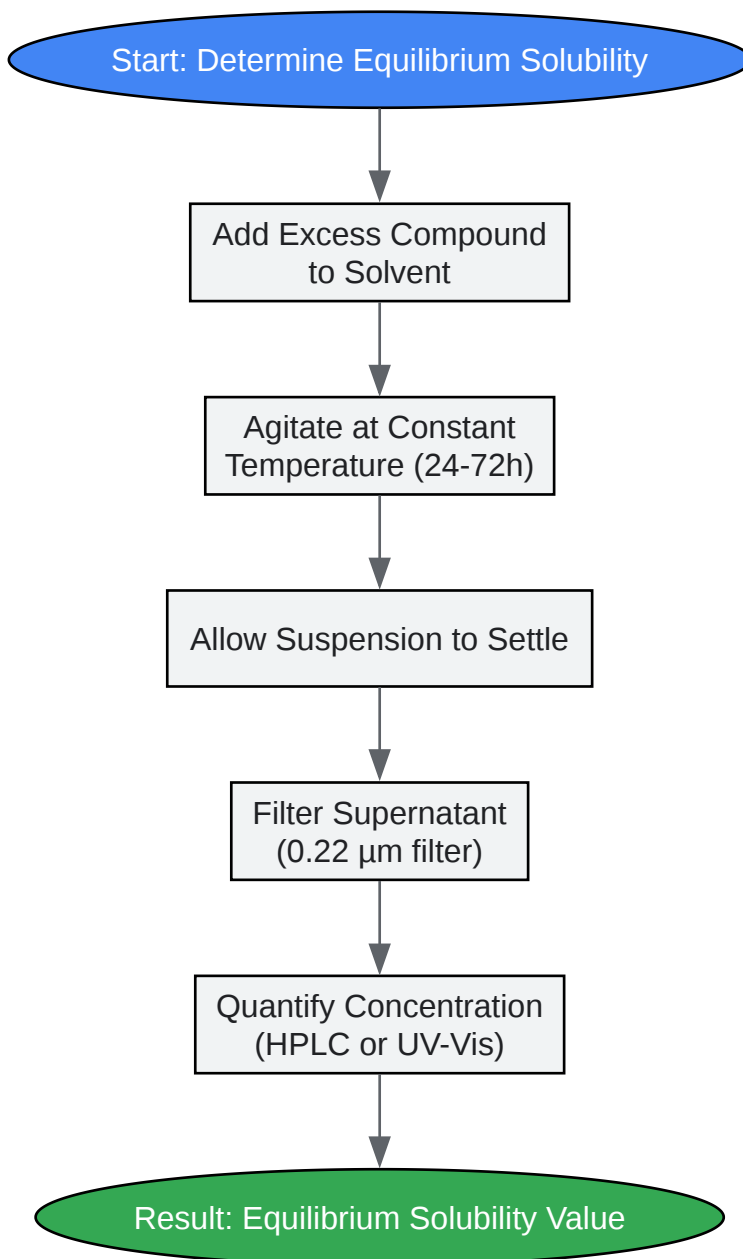 Start: Determine Equilibrium Solubility
Add Excess Compound
to Solvent
Agitate at Constant
Temperature (24-72h)
Allow Suspension to Settle
Filter Supernatant
(0.22 µm filter)
Quantify Concentration
(HPLC or UV-Vis)
Result: Equilibrium Solubility Value